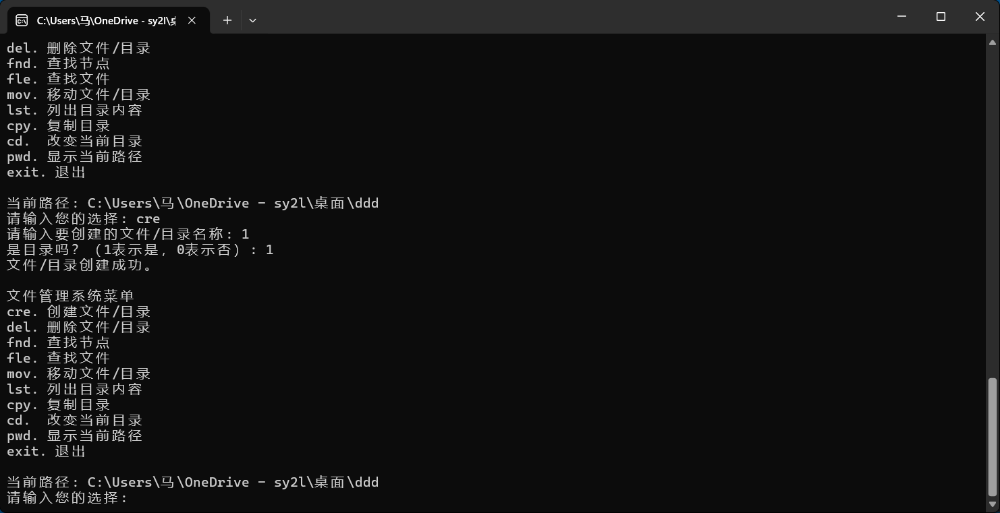 C:\Users\马\OneDrive - sy2l\桌
del. 删除文件/目录
fnd. 查找节点
fle. 查找文件
mov. 移动文件/目录
lst. 列出目录内容
cpy. 复制目录
cd.  改变当前目录
pwd. 显示当前路径
exit. 退出
当前路径: C:\Users\马\OneDrive - sy2l\桌面\ddd
请输入您的选择: cre
请输入要创建的文件/目录名称: 1
是目录吗? (1表示是, 0表示否) : 1
文件/目录创建成功。
文件管理系统菜单
cre. 创建文件/目录
del. 删除文件/目录
fnd. 查找节点
fle. 查找文件
mov. 移动文件/目录
lst. 列出目录内容
cpy. 复制目录
cd.  改变当前目录
pwd. 显示当前路径
exit. 退出
当前路径: C:\Users\马\OneDrive - sy2l\桌面\ddd
请输入您的选择: